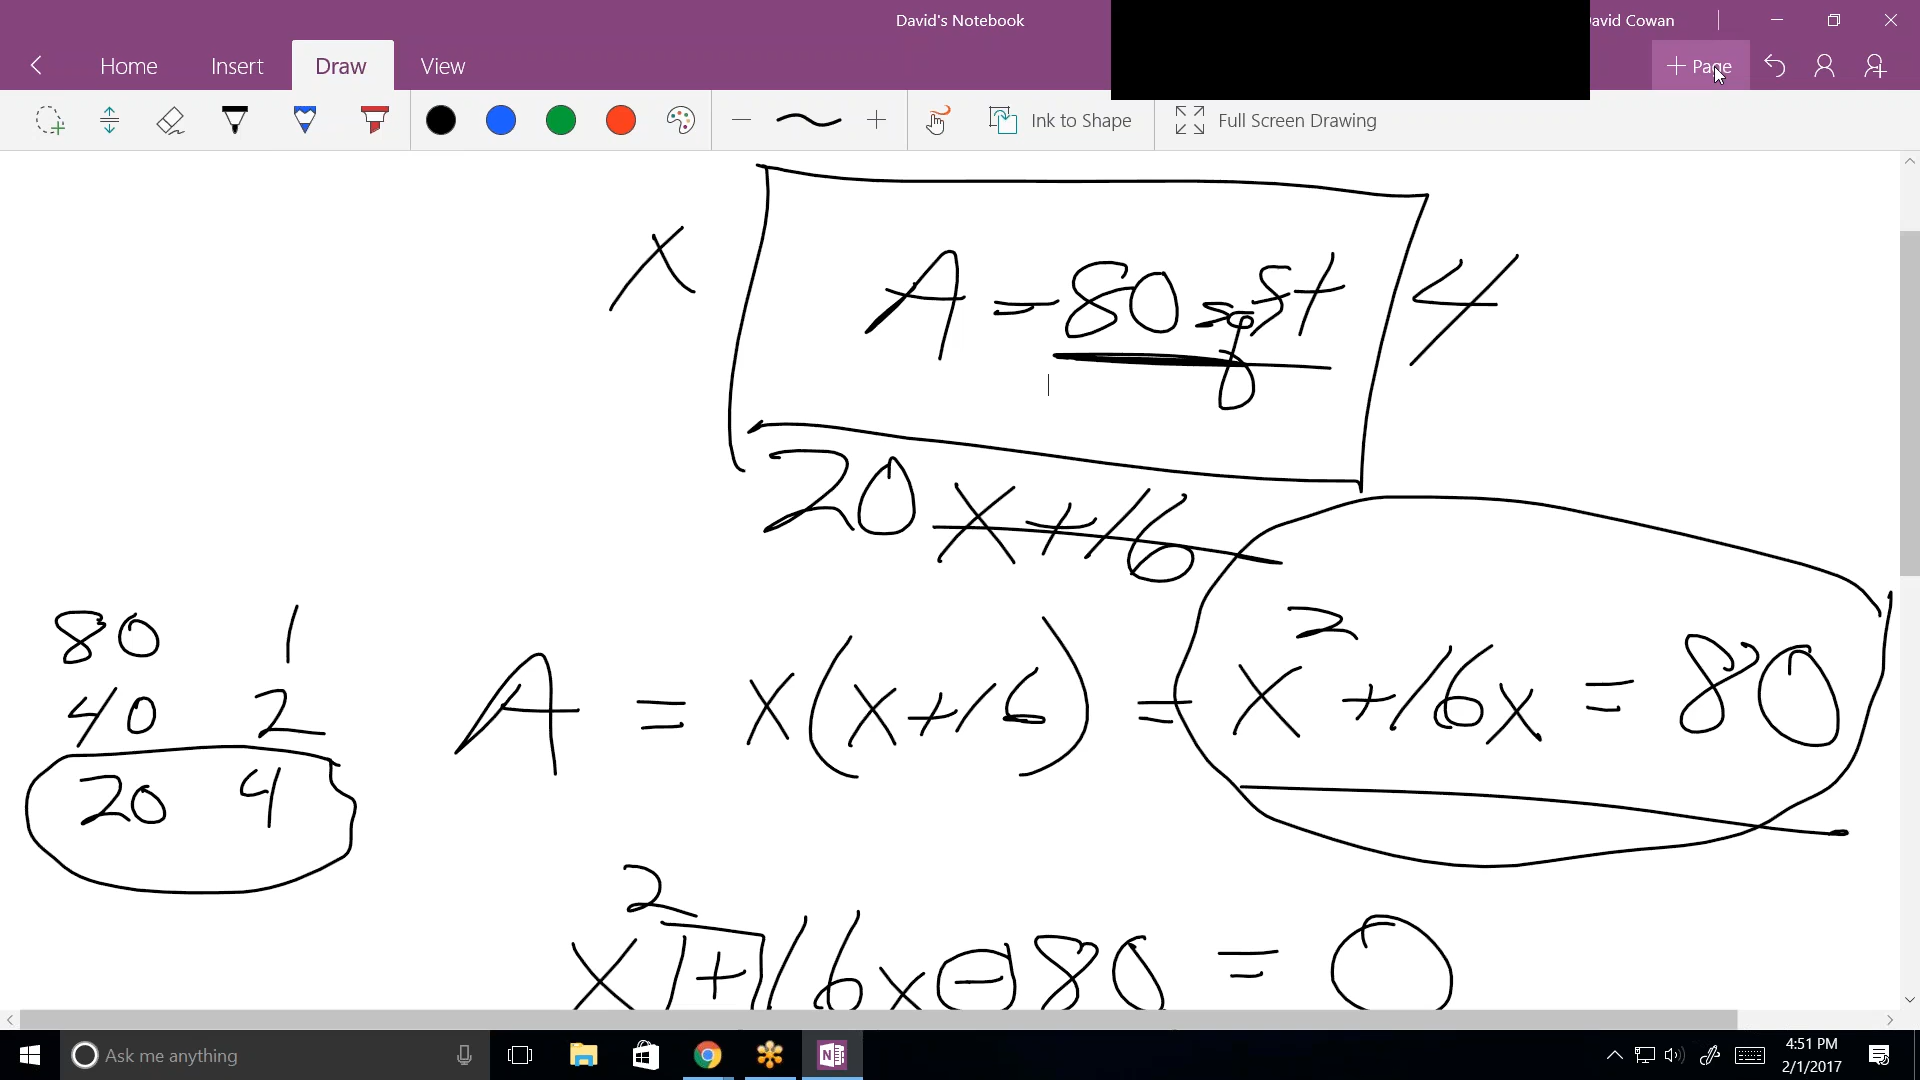 David's Notebook
avid Cowan
Home Insert Draw View
+ Page
Ink to Shape Full Screen Drawing
X A = 80 sq ft 4
20 X + 16
80 1
40 2
20 4
A = x(x+16) = x² + 16x = 80
x² + 16x - 80 = 0
Ask me anything
4:51 PM
2/1/2017